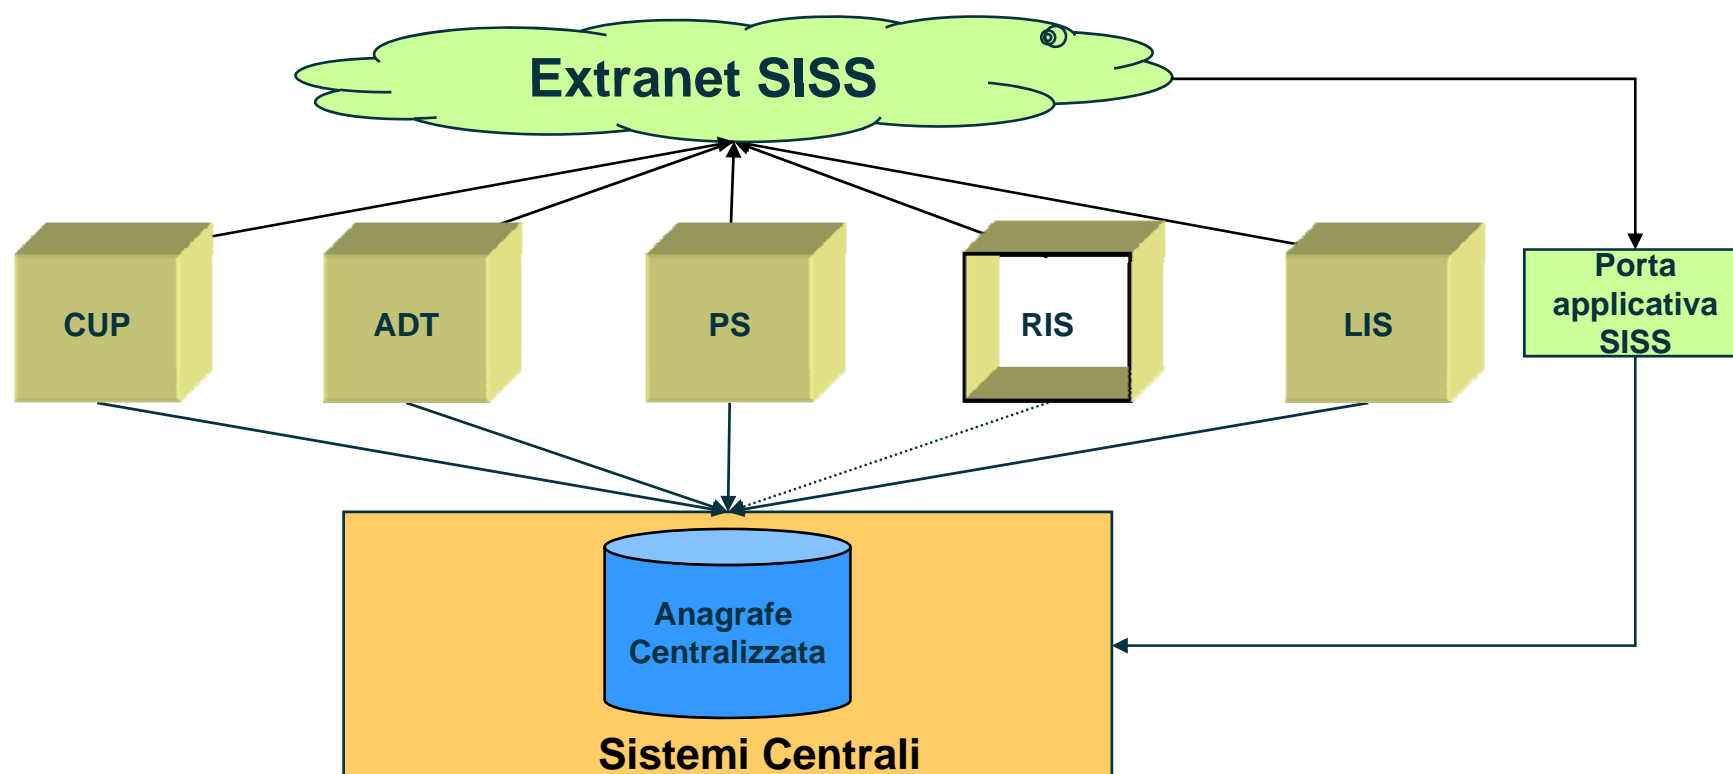 Extranet SISS
CUP
ADT
PS
RIS
LIS
Porta
applicativa
SISS
Anagrafe
Centralizzata
Sistemi Centrali